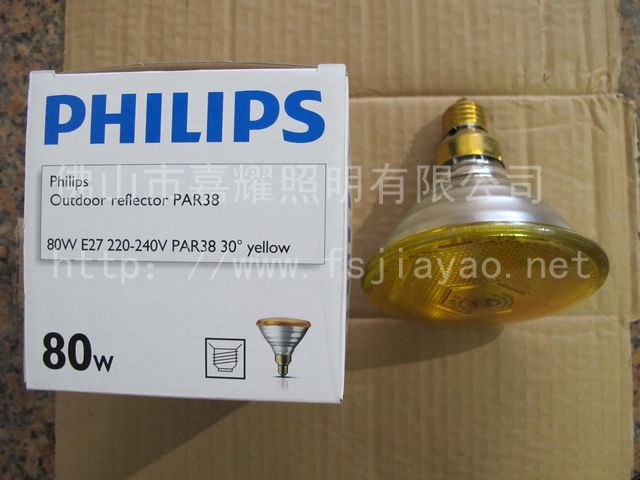 PHILIPS
Philips
Outdoor reflector PAR38
80W E27 220-240V PAR38 30° yellow
80W
佛山市嘉耀照明有限公司
http://www.fsjiayao.net